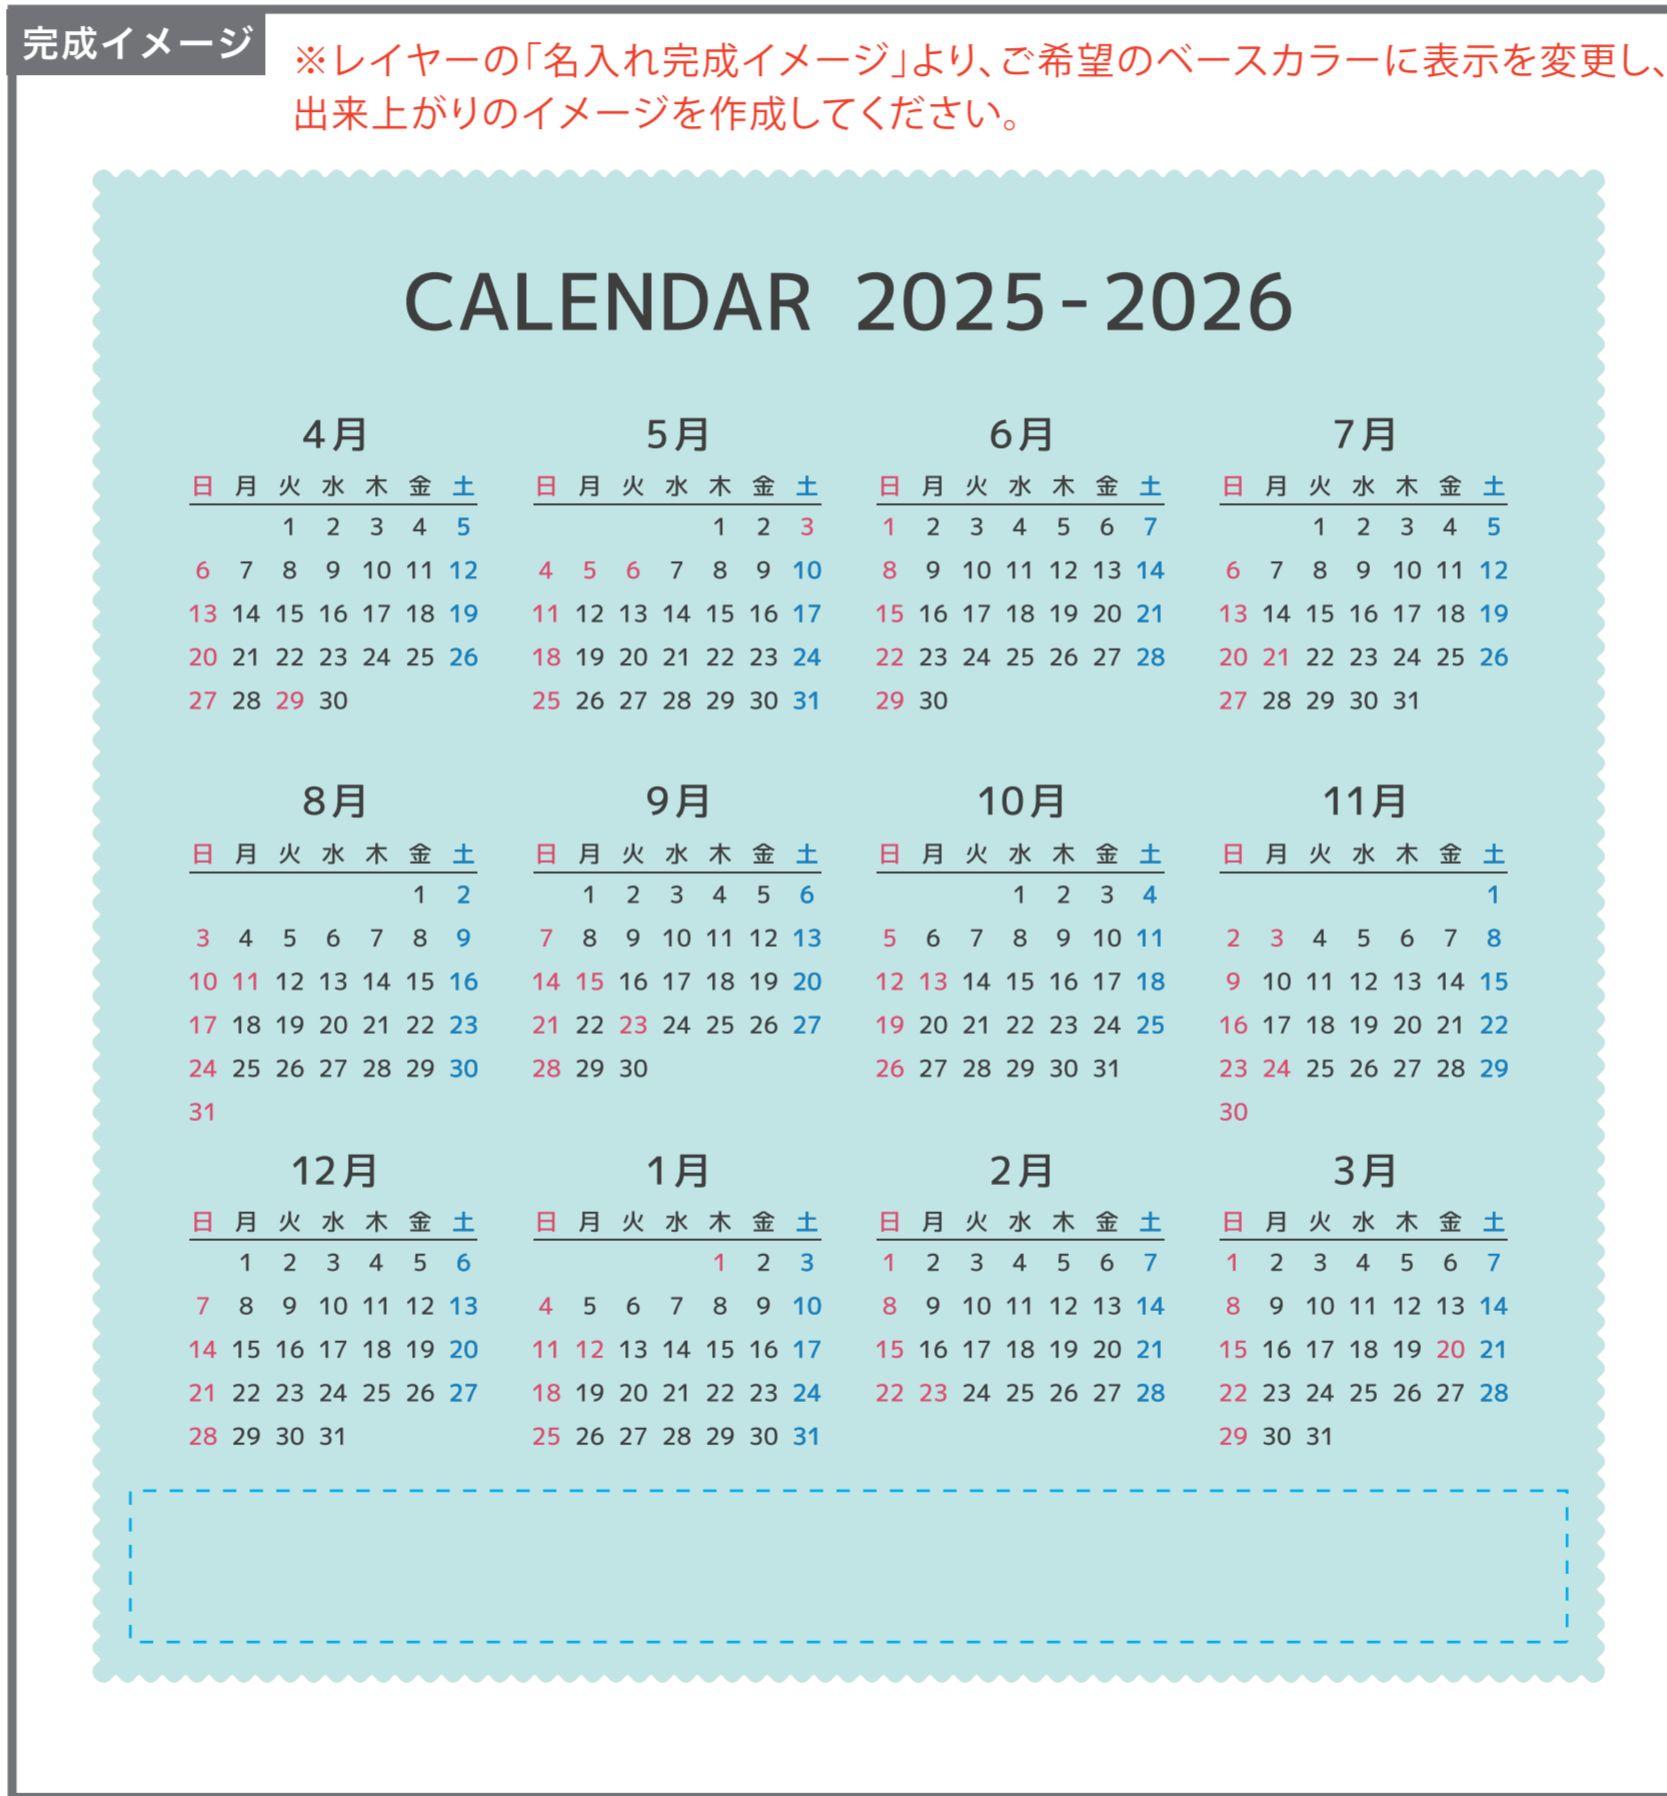 完成イメージ
※レイヤーの「名入れ完成イメージ」より、ご希望のベースカラーに表示を変更し、
出来上がりのイメージを作成してください。
CALENDAR 2025-2026
4月
日 月 火 水 木 金 土
1 2 3 4 5
6 7 8 9 10 11 12
13 14 15 16 17 18 19
20 21 22 23 24 25 26
27 28 29 30
5月
日 月 火 水 木 金 土
1 2 3
4 5 6 7 8 9 10
11 12 13 14 15 16 17
18 19 20 21 22 23 24
25 26 27 28 29 30 31
6月
日 月 火 水 木 金 土
1 2 3 4 5 6 7
8 9 10 11 12 13 14
15 16 17 18 19 20 21
22 23 24 25 26 27 28
29 30
7月
日 月 火 水 木 金 土
1 2 3 4 5
6 7 8 9 10 11 12
13 14 15 16 17 18 19
20 21 22 23 24 25 26
27 28 29 30 31
8月
日 月 火 水 木 金 土
1 2
3 4 5 6 7 8 9
10 11 12 13 14 15 16
17 18 19 20 21 22 23
24 25 26 27 28 29 30
31
9月
日 月 火 水 木 金 土
1 2 3 4 5 6
7 8 9 10 11 12 13
14 15 16 17 18 19 20
21 22 23 24 25 26 27
28 29 30
10月
日 月 火 水 木 金 土
1 2 3 4
5 6 7 8 9 10 11
12 13 14 15 16 17 18
19 20 21 22 23 24 25
26 27 28 29 30 31
11月
日 月 火 水 木 金 土
1
2 3 4 5 6 7 8
9 10 11 12 13 14 15
16 17 18 19 20 21 22
23 24 25 26 27 28 29
30
12月
日 月 火 水 木 金 土
1 2 3 4 5 6
7 8 9 10 11 12 13
14 15 16 17 18 19 20
21 22 23 24 25 26 27
28 29 30 31
1月
日 月 火 水 木 金 土
1 2 3
4 5 6 7 8 9 10
11 12 13 14 15 16 17
18 19 20 21 22 23 24
25 26 27 28 29 30 31
2月
日 月 火 水 木 金 土
1 2 3 4 5 6 7
8 9 10 11 12 13 14
15 16 17 18 19 20 21
22 23 24 25 26 27 28
3月
日 月 火 水 木 金 土
1 2 3 4 5 6 7
8 9 10 11 12 13 14
15 16 17 18 19 20 21
22 23 24 25 26 27 28
29 30 31